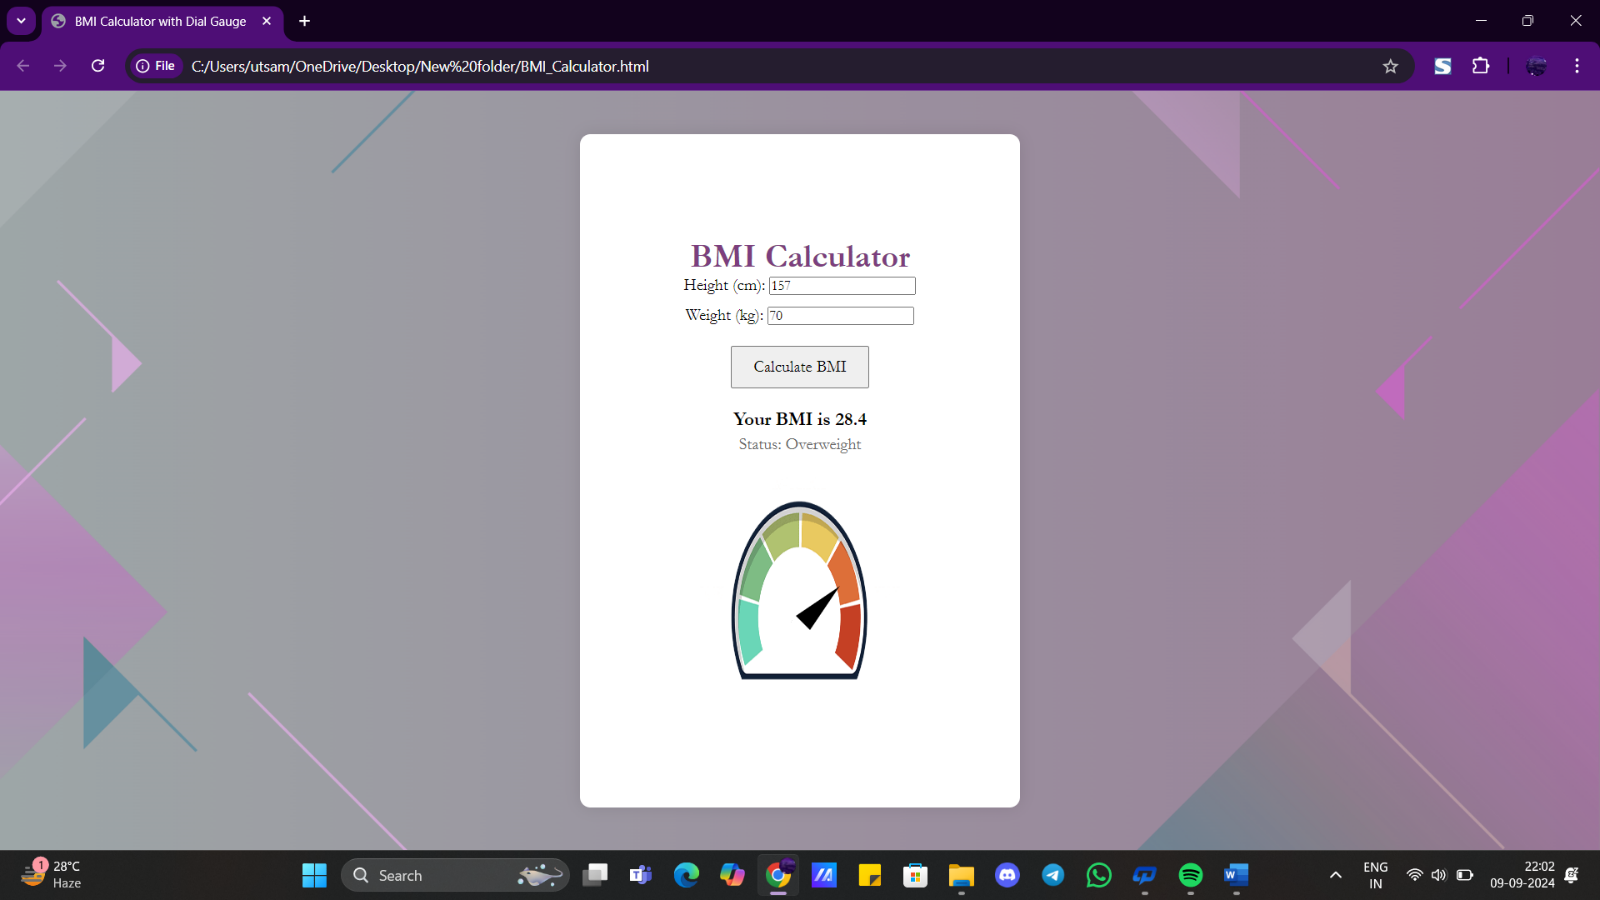 BMI Calculator with Dial Gauge
File
C:/Users/utsam/OneDrive/Desktop/New%20folder/BMI_Calculator.html
BMI Calculator
Height (cm): 157
Weight (kg): 70
Calculate BMI
Your BMI is 28.4
Status: Overweight
1
28°C
Haze
Search
ENG
IN
22:02
09-09-2024